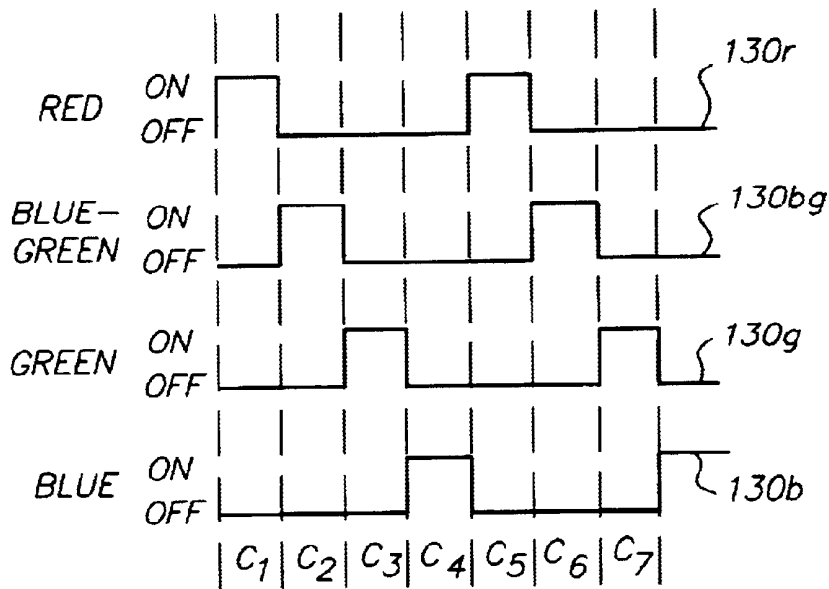 130r
RED ON
OFF
130bg
BLUE-
GREEN ON
OFF
130g
GREEN ON
OFF
BLUE ON
OFF
130b
C1 C2 C3 C4 C5 C6 C7